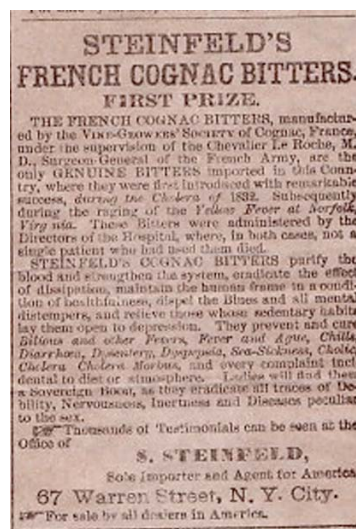 STEINFELD'S
FRENCH COGNAC BITTERS.
FIRST PRIZE.
THE FRENCH COGNAC BITTERS, manufactur-
ed by the VINE-GROWERS' SOCIETY of Cognac, France,
under the supervision of the Chevalier Le Roche, M.
D., Surgeon-General of the French Army, are the
only GENUINE BITTERS imported in this Coun-
try, where they were first introduced with remarkable
success, during the Cholera of 1832. Subsequently
during the raging of the Yellow Fever at Norfolk
Virginia. These Bitters were administered by the
Directors of the Hospital, where, in both cases, not a
single patient who had used them died.
STEINFELD'S COGNAC BITTERS purify the
blood and strengthen the system, eradicate the effect
of dissipation, maintain the human frame in a condi-
tion of healthfulness, dispel the Blues and all mental
distempers, and relieve those whose sedentary habits
lay them open to depression. They prevent and cure
Bilious and other Fevers, Fever and Ague, Chills,
Diarrhœa, Dysentery, Dyspepsia, Sea-Sickness, Cholic,
Cholera Cholera Morbus, and every complaint inci-
dental to diet or atmosphere. Ladies will find them
a Sovereign Boon, as they eradicate all traces of De-
bility, Nervousness, Inertness and Diseases peculiar
to the sex.
☞ Thousands of Testimonials can be seen at the
Office of
S. STEINFELD,
Sole Importer and Agent for America
67 Warren Street, N. Y. City.
☞ For sale by all dealers in America.